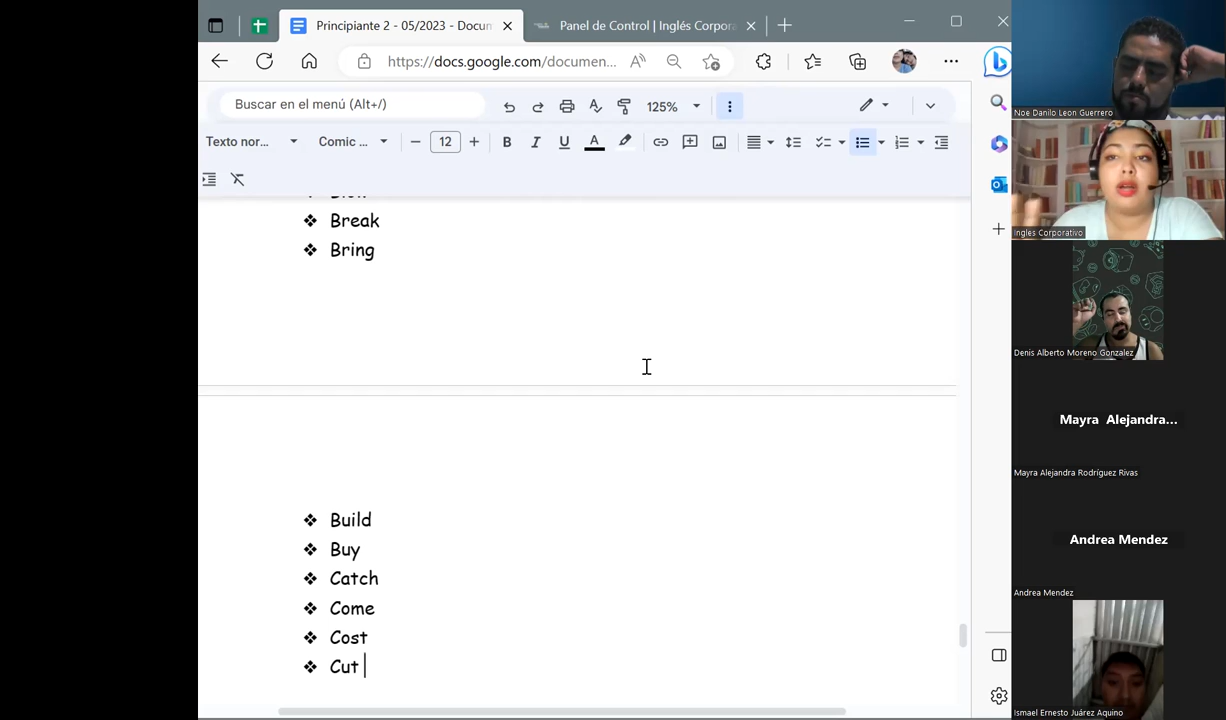 Principiante 2 - 05/2023 - Docun
Panel de Control | Inglés Corpora
https://docs.google.com/documen...
Buscar en el menú (Alt+/)
125%
Texto nor...
Comic ...
12
Break
Bring
Build
Buy
Catch
Come
Cost
Cut
Noe Danilo Leon Guerrero
Ingles Corporativo
Denis Alberto Moreno Gonzalez
Mayra Alejandra...
Mayra Alejandra Rodríguez Rivas
Andrea Mendez
Andrea Mendez
Ismael Ernesto Juárez Aquino